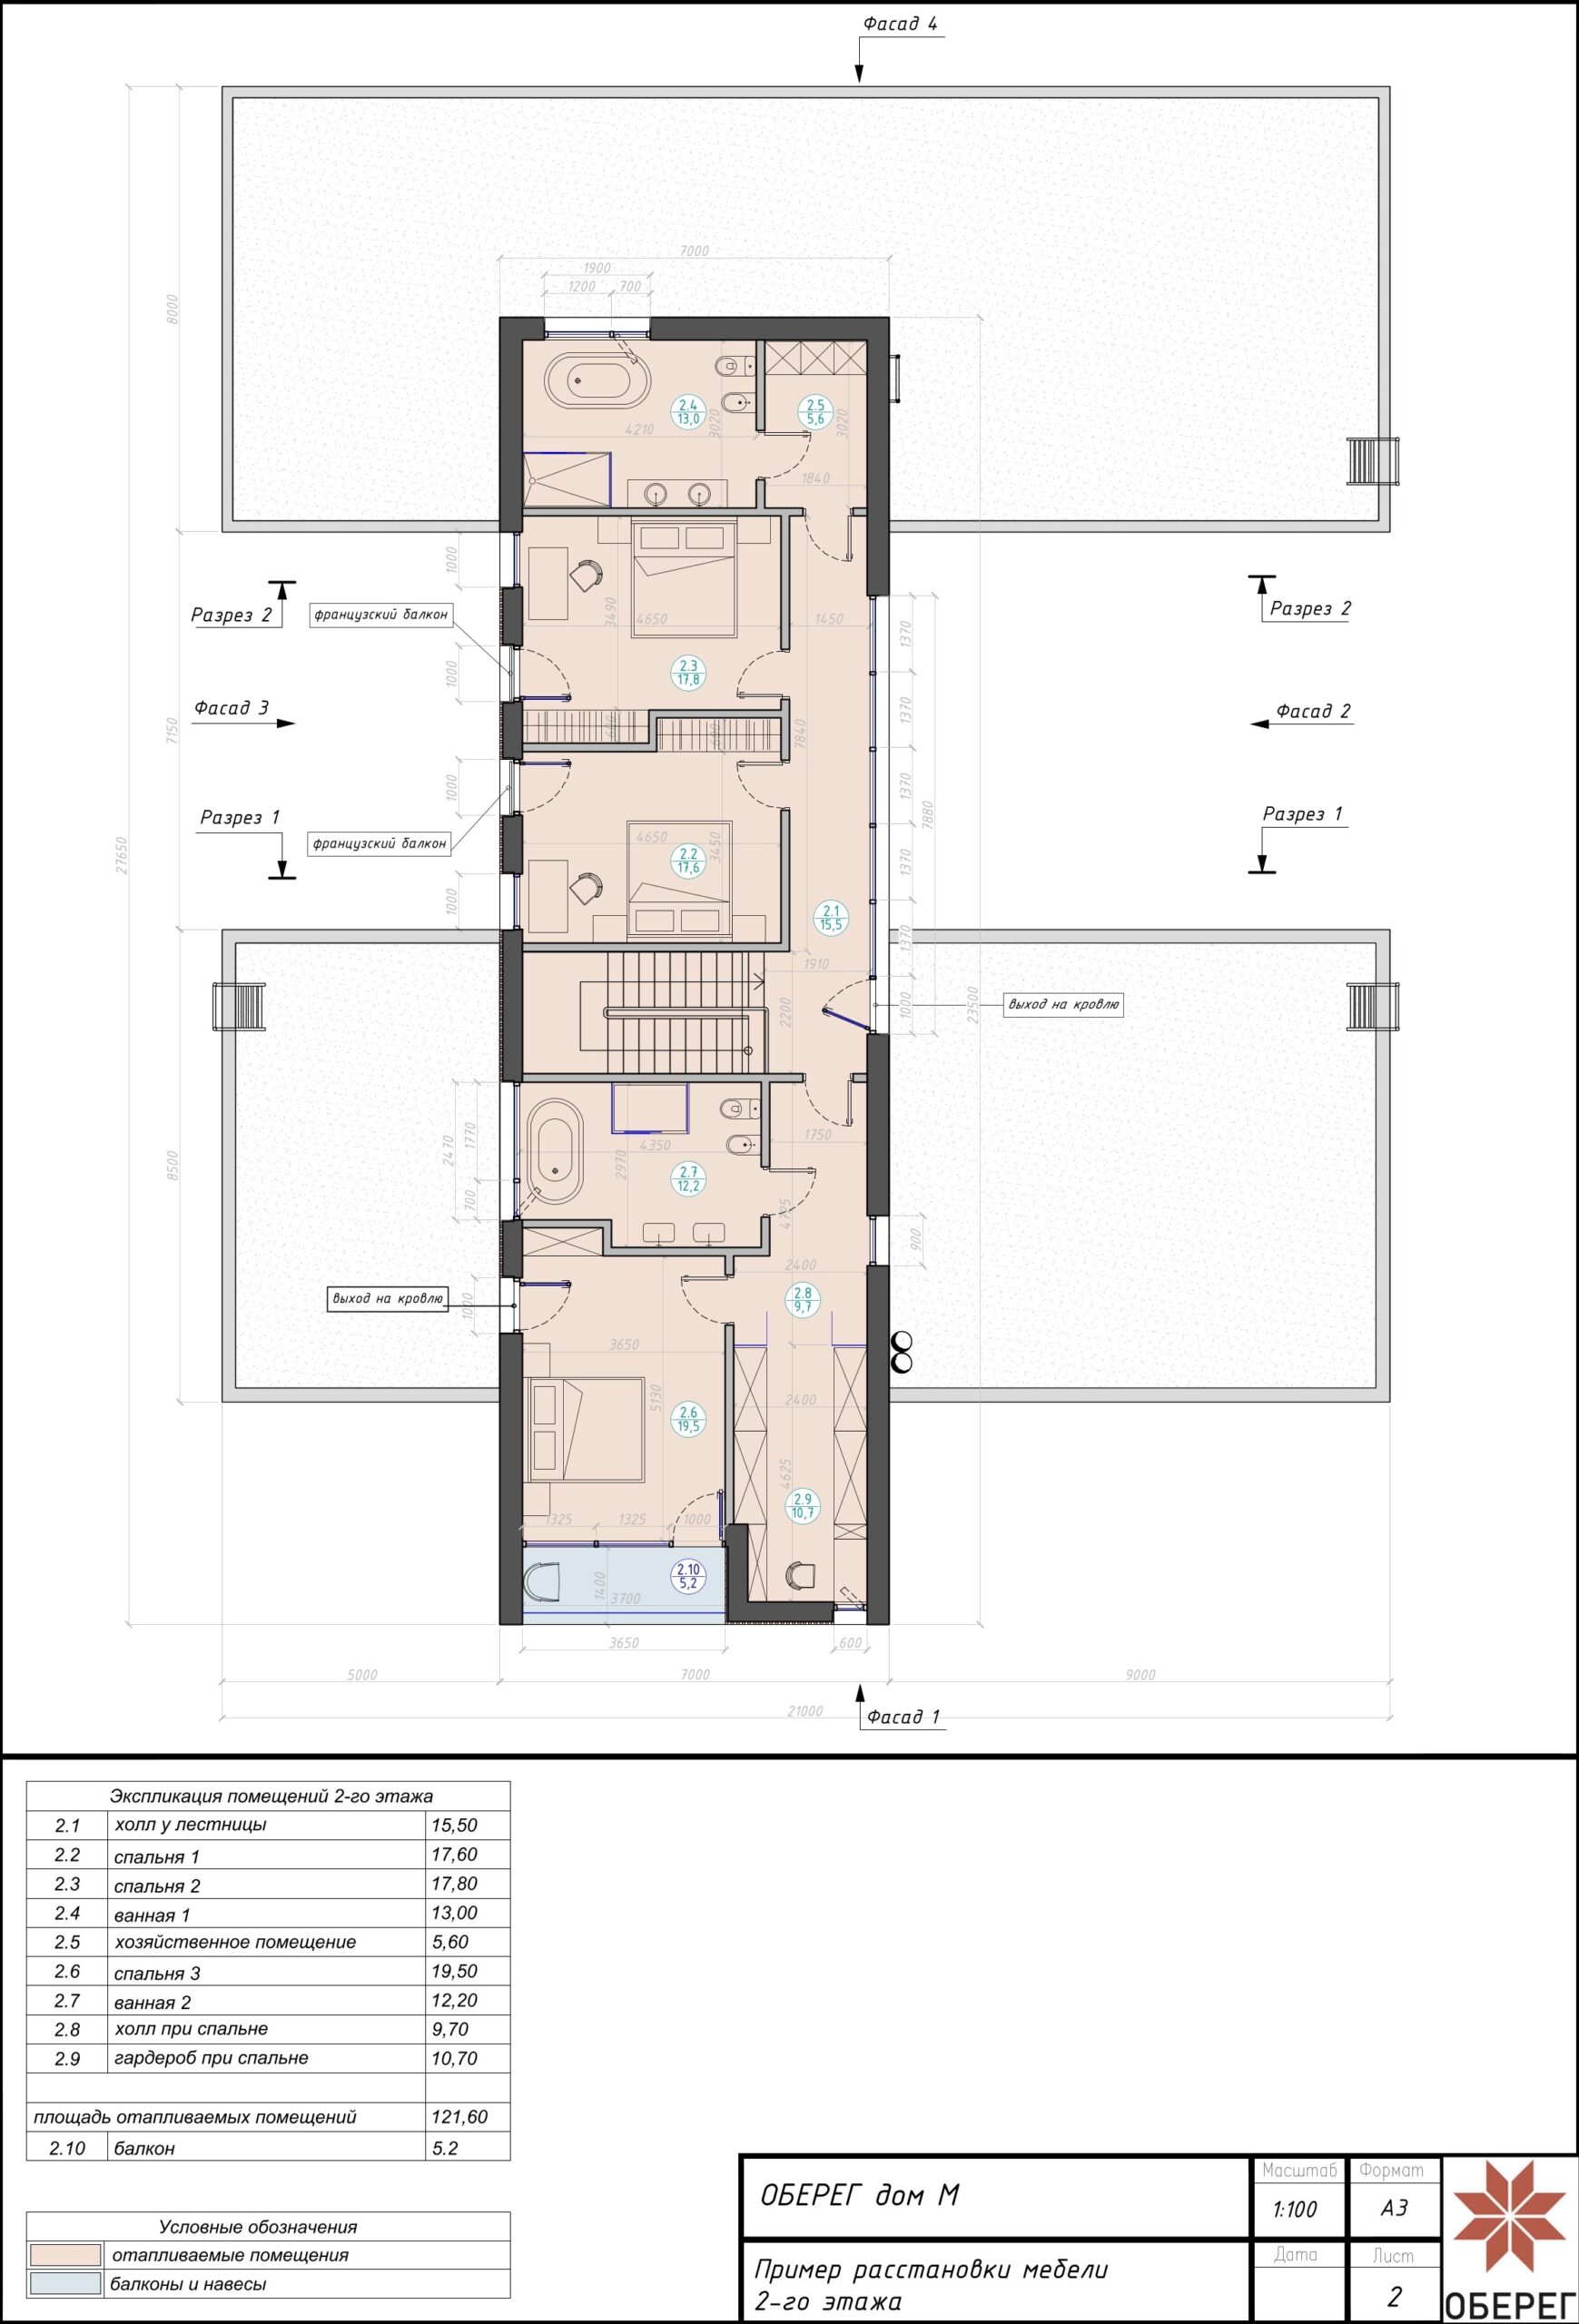 Фасад 4
7000
1900
1200
700
8000
2.4
13,0
2.5
5,6
4210
3020
3020
1840
1000
Разрез 2
французский балкон
3490
4650
1450
1370
Разрез 2
2.3
17,8
1000
1370
Фасад 3
Фасад 2
7150
600
600
7840
1000
1370
7880
Разрез 1
Разрез 1
французский балкон
4650
3450
2.2
17,6
27650
1370
1000
2.1
15,5
1370
1910
2200
1000
23500
выход на кровлю
2470
1770
1750
4350
2970
8500
2.7
12,2
700
4725
900
2400
выход на кровлю
1000
2.8
9,7
3650
5130
2400
2.6
19,5
4625
2.9
10,7
1325
1325
1000
2.10
5,2
1400
3700
3650
600
5000
7000
9000
21000
Фасад 1
Экспликация помещений 2-го этажа
2.1 холл у лестницы 15,50
2.2 спальня 1 17,60
2.3 спальня 2 17,80
2.4 ванная 1 13,00
2.5 хозяйственное помещение 5,60
2.6 спальня 3 19,50
2.7 ванная 2 12,20
2.8 холл при спальне 9,70
2.9 гардероб при спальне 10,70
площадь отапливаемых помещений 121,60
2.10 балкон 5.2
Условные обозначения
отапливаемые помещения
балконы и навесы
ОБЕРЕГ дом М
Масштаб
Формат
1:100
А3
Пример расстановки мебели
2-го этажа
Дата
Лист
2
ОБЕРЕГ